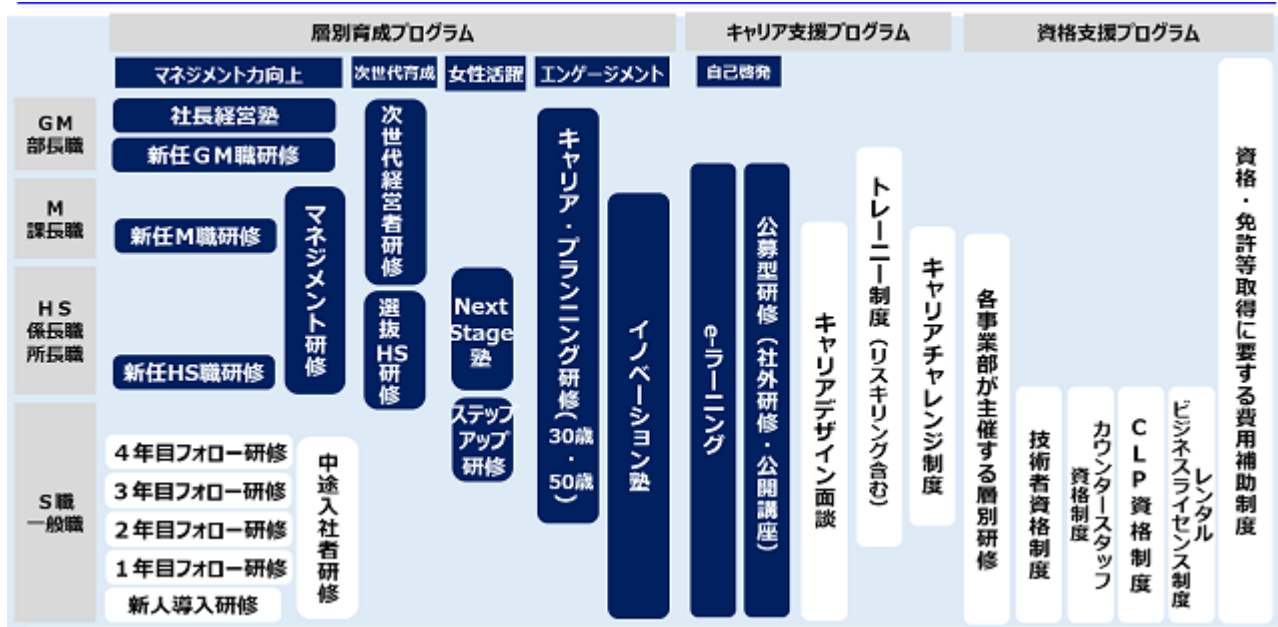 層別育成プログラム
キャリア支援プログラム
資格支援プログラム
マネジメント力向上
次世代育成
女性活躍
エンゲージメント
自己啓発
GM
部長職
M
課長職
HS
係長職
所長職
S職
一般職
社長経営塾
新任GM職研修
新任M職研修
新任HS職研修
マネジメント研修
4年目フォロー研修
3年目フォロー研修
2年目フォロー研修
1年目フォロー研修
新人導入研修
中途入社者研修
次世代経営者研修
選抜HS研修
Next
Stage
塾
ステップ
アップ
研修
キャリア・プランニング研修(30歳・50歳)
イノベーション塾
e-ラーニング
公募型研修(社外研修・公開講座)
キャリアデザイン面談
トレーニー制度(リスキリング含む)
キャリアチャレンジ制度
各事業部が主催する層別研修
技術者資格制度
カウンタースタッフ
資格制度
CLP資格制度
レンタル
ビジネスライセンス制度
資格・免許等取得に要する費用補助制度